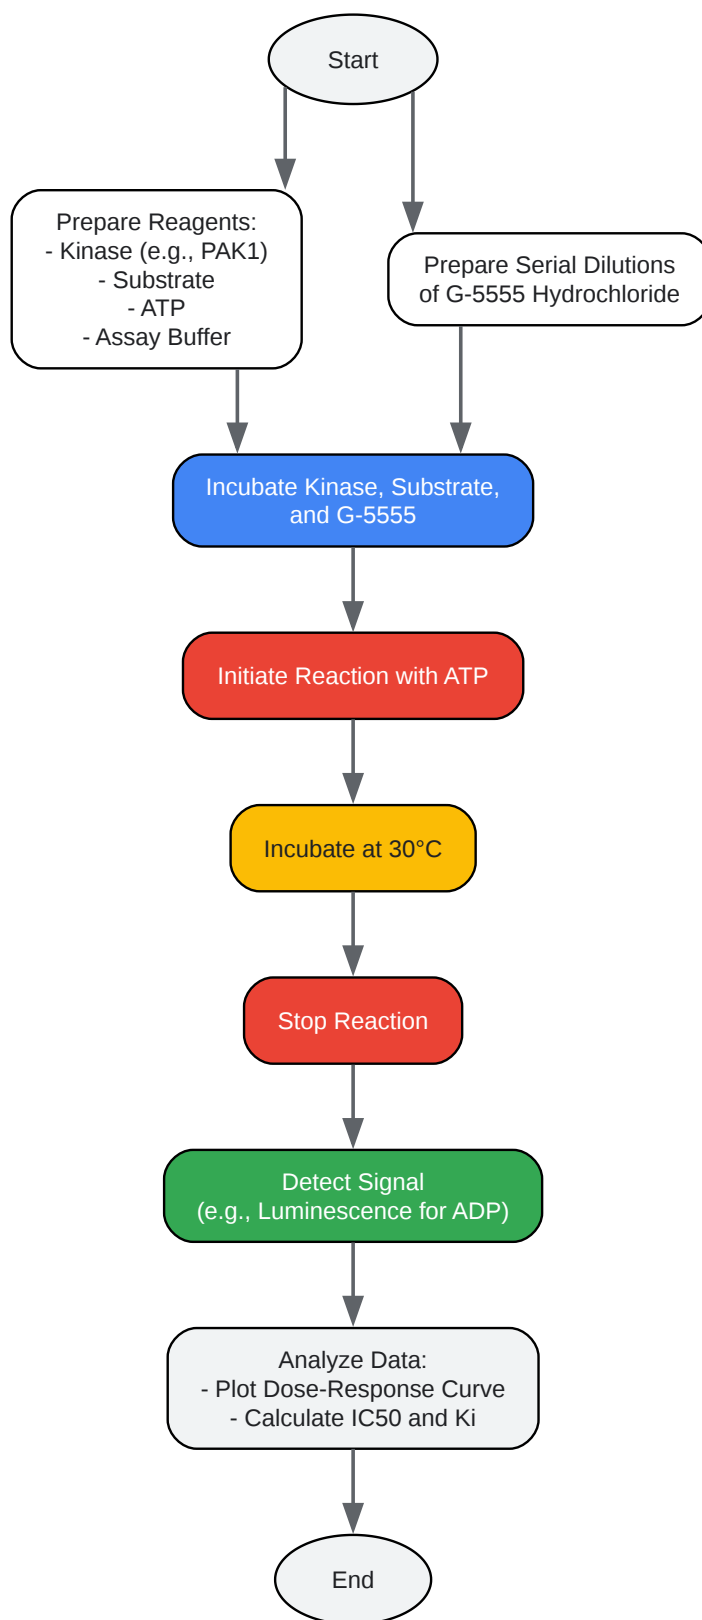 Start
Prepare Reagents:
- Kinase (e.g., PAK1)
- Substrate
- ATP
- Assay Buffer
Prepare Serial Dilutions
of G-5555 Hydrochloride
Incubate Kinase, Substrate,
and G-5555
Initiate Reaction with ATP
Incubate at 30°C
Stop Reaction
Detect Signal
(e.g., Luminescence for ADP)
Analyze Data:
- Plot Dose-Response Curve
- Calculate IC50 and Ki
End